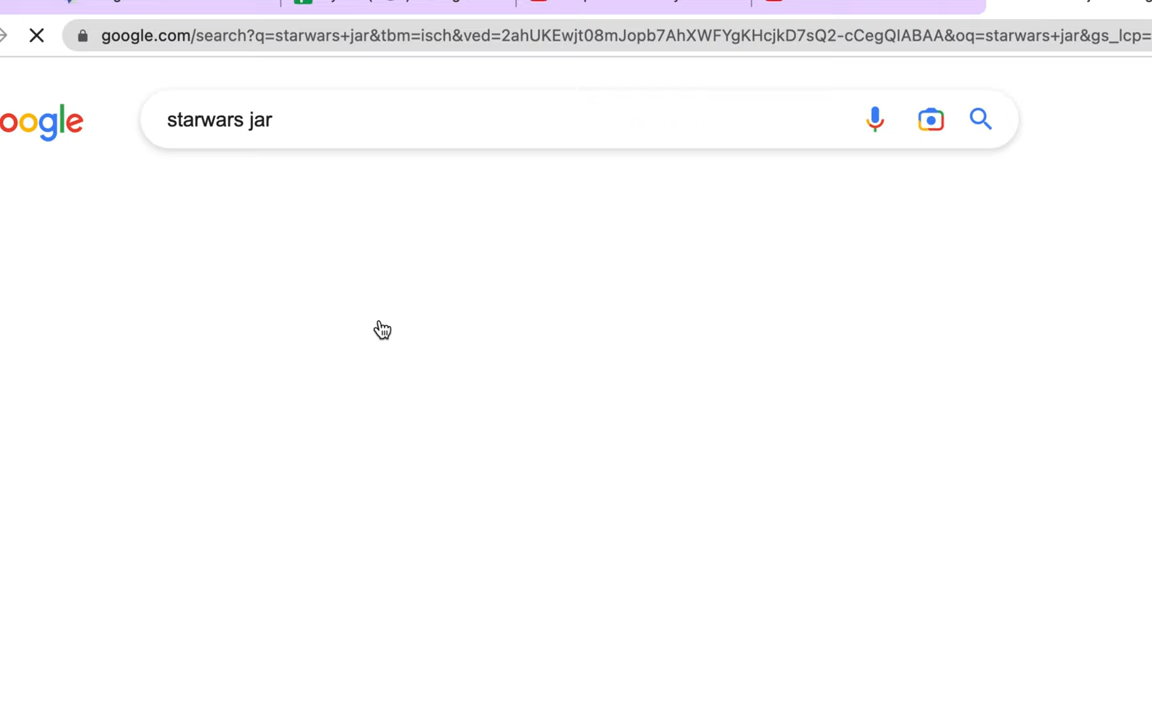 google.com/search?q=starwars+jar&tbm=isch&ved=2ahUKEwjt08mJopb7AhXWFYgKHcjkD7sQ2-cCegQIABAA&oq=starwars+jar&gs_lcp=
oogle
starwars jar